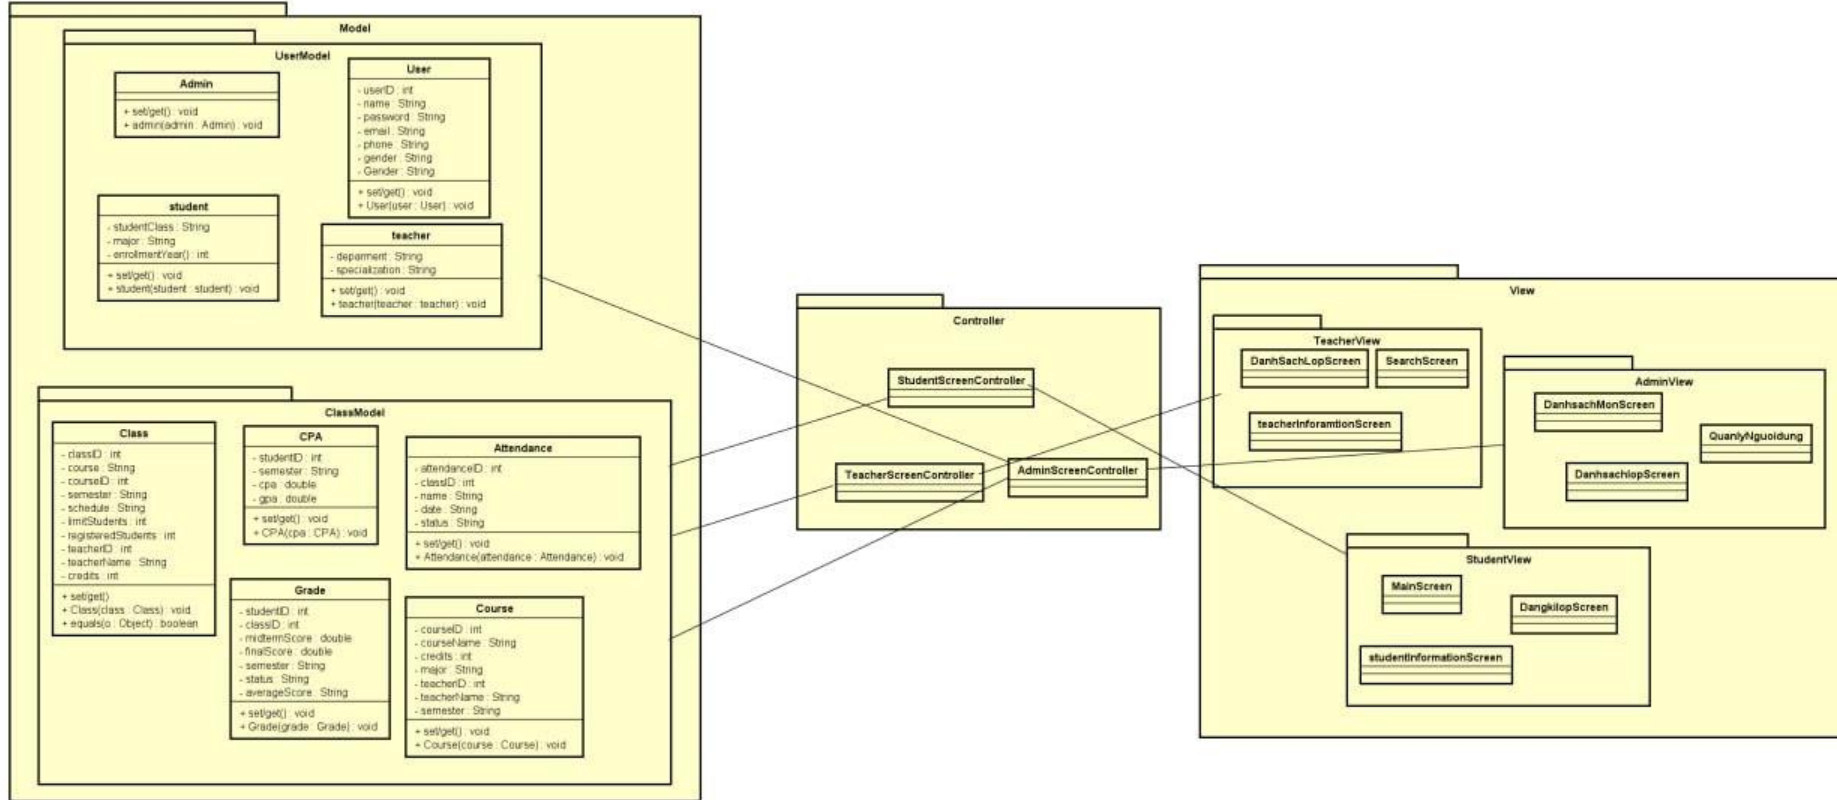 Model
UserModel
Admin
+ set/get() : void
+ admin(admin : Admin) : void
User
- userID : int
- name : String
- password : String
- email : String
- phone : String
- gender : String
- Gender : String
+ set/get() : void
+ User(user : User) : void
student
- studentClass : String
- major : String
- enrollmentYear() : int
+ set/get() : void
+ student(student : student) : void
teacher
- deparment : String
- specialization : String
+ set/get() : void
+ teacher(teacher : teacher) : void
ClassModel
Class
- classID : int
- course : String
- courseID : int
- semester : String
- schedule : String
- limitStudents : int
- registeredStudents : int
- teacherID : int
- teacherName : String
- credits : int
+ set/get()
+ Class(class : Class) : void
+ equals(o : Object) : boolean
CPA
- studentID : int
- semester : String
- cpa : double
- gpa : double
+ set/get() : void
+ CPA(cpa : CPA) : void
Attendance
- attendanceID : int
- classID : int
- name : String
- date : String
- status : String
+ set/get() : void
+ Attendance(attendance : Attendance) : void
Grade
- studentID : int
- classID : int
- midtermScore : double
- finalScore : double
- semester : String
- status : String
- averageScore : String
+ set/get() : void
+ Grade(grade : Grade) : void
Course
- courseID : int
- courseName : String
- credits : int
- major : String
- teacherID : int
- teacherName : String
- semester : String
+ set/get() : void
+ Course(course : Course) : void
Controller
StudentScreenController
TeacherScreenController
AdminScreenController
View
TeacherView
DanhSachLopScreen
SearchScreen
teacherInforamtionScreen
AdminView
DanhsachMonScreen
QuanlyNguoidung
DanhsachlopScreen
StudentView
MainScreen
DangkilopScreen
studentInformationScreen